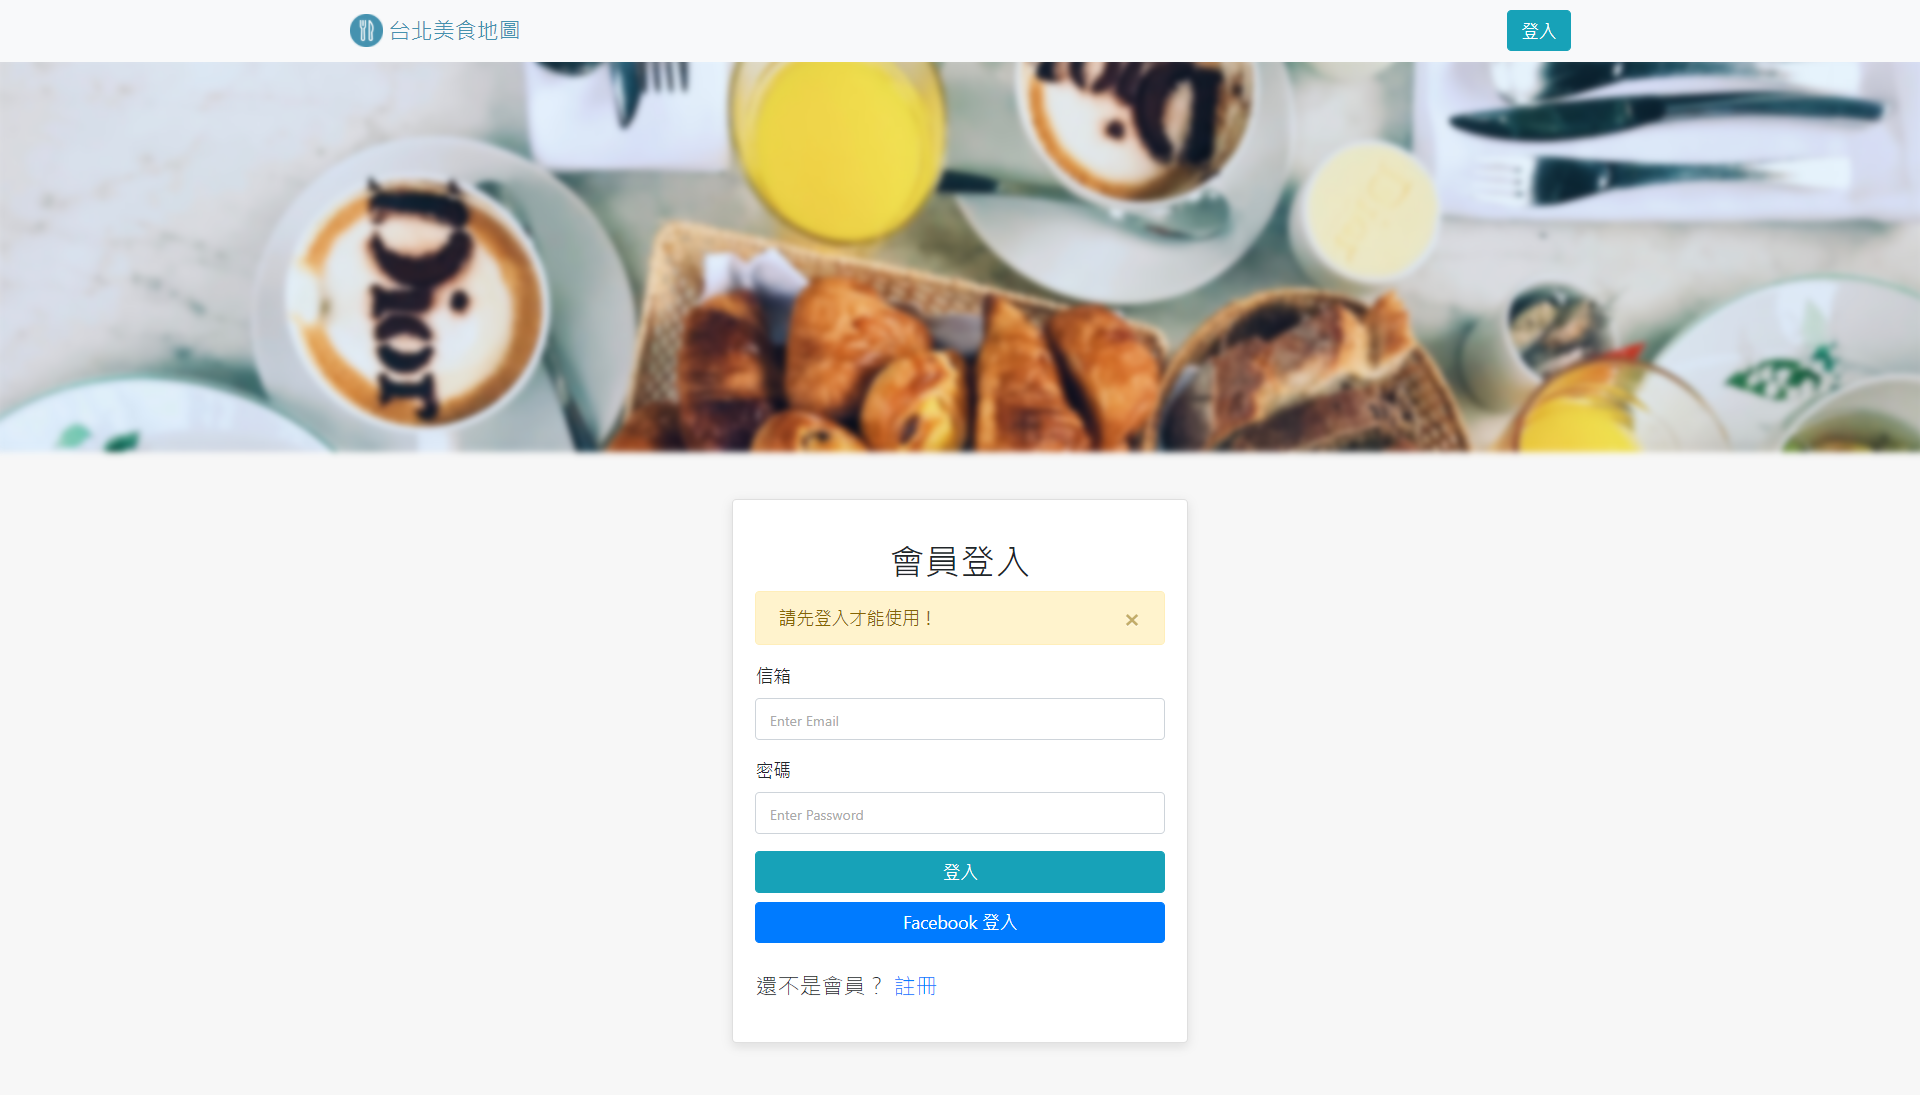 台北美食地圖
登入
Dior
會員登入
請先登入才能使用！
×
信箱
Enter Email
密碼
Enter Password
登入
Facebook 登入
還不是會員？ 註冊